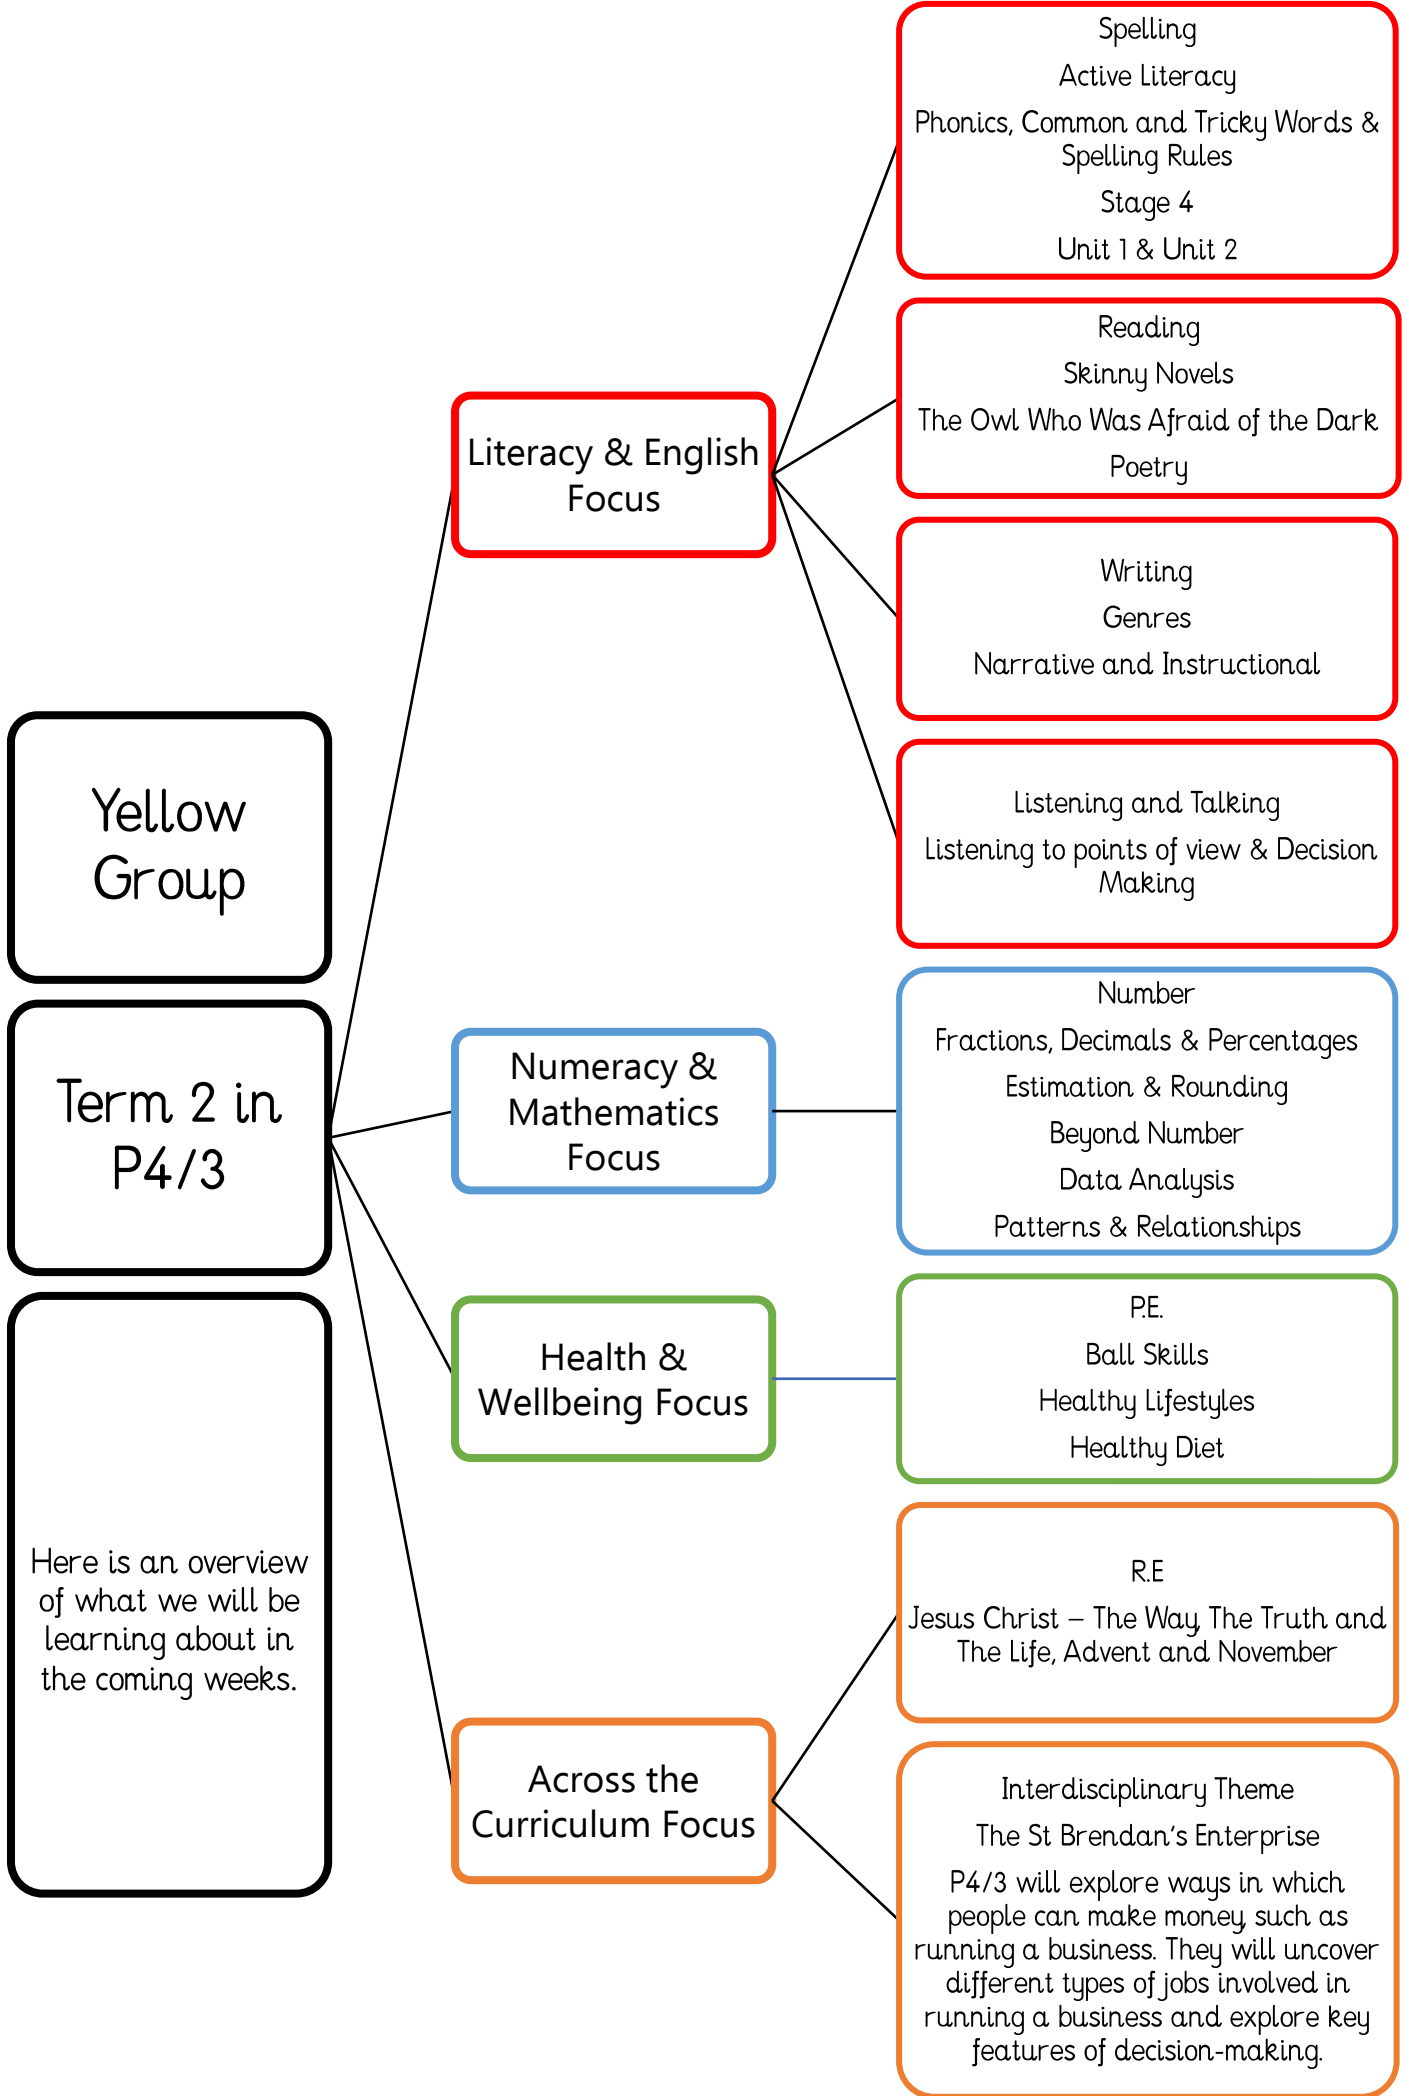 Yellow
Group
Term 2 in
P4/3
Here is an overview
of what we will be
learning about in
the coming weeks.
Literacy & English
Focus
Spelling
Active Literacy
Phonics, Common and Tricky Words &
Spelling Rules
Stage 4
Unit 1 & Unit 2
Reading
Skinny Novels
The Owl Who Was Afraid of the Dark
Poetry
Writing
Genres
Narrative and Instructional
Listening and Talking
Listening to points of view & Decision
Making
Numeracy &
Mathematics
Focus
Number
Fractions, Decimals & Percentages
Estimation & Rounding
Beyond Number
Data Analysis
Patterns & Relationships
Health &
Wellbeing Focus
P.E.
Ball Skills
Healthy Lifestyles
Healthy Diet
Across the
Curriculum Focus
R.E
Jesus Christ – The Way, The Truth and
The Life, Advent and November
Interdisciplinary Theme
The St Brendan's Enterprise
P4/3 will explore ways in which
people can make money, such as
running a business. They will uncover
different types of jobs involved in
running a business and explore key
features of decision-making.